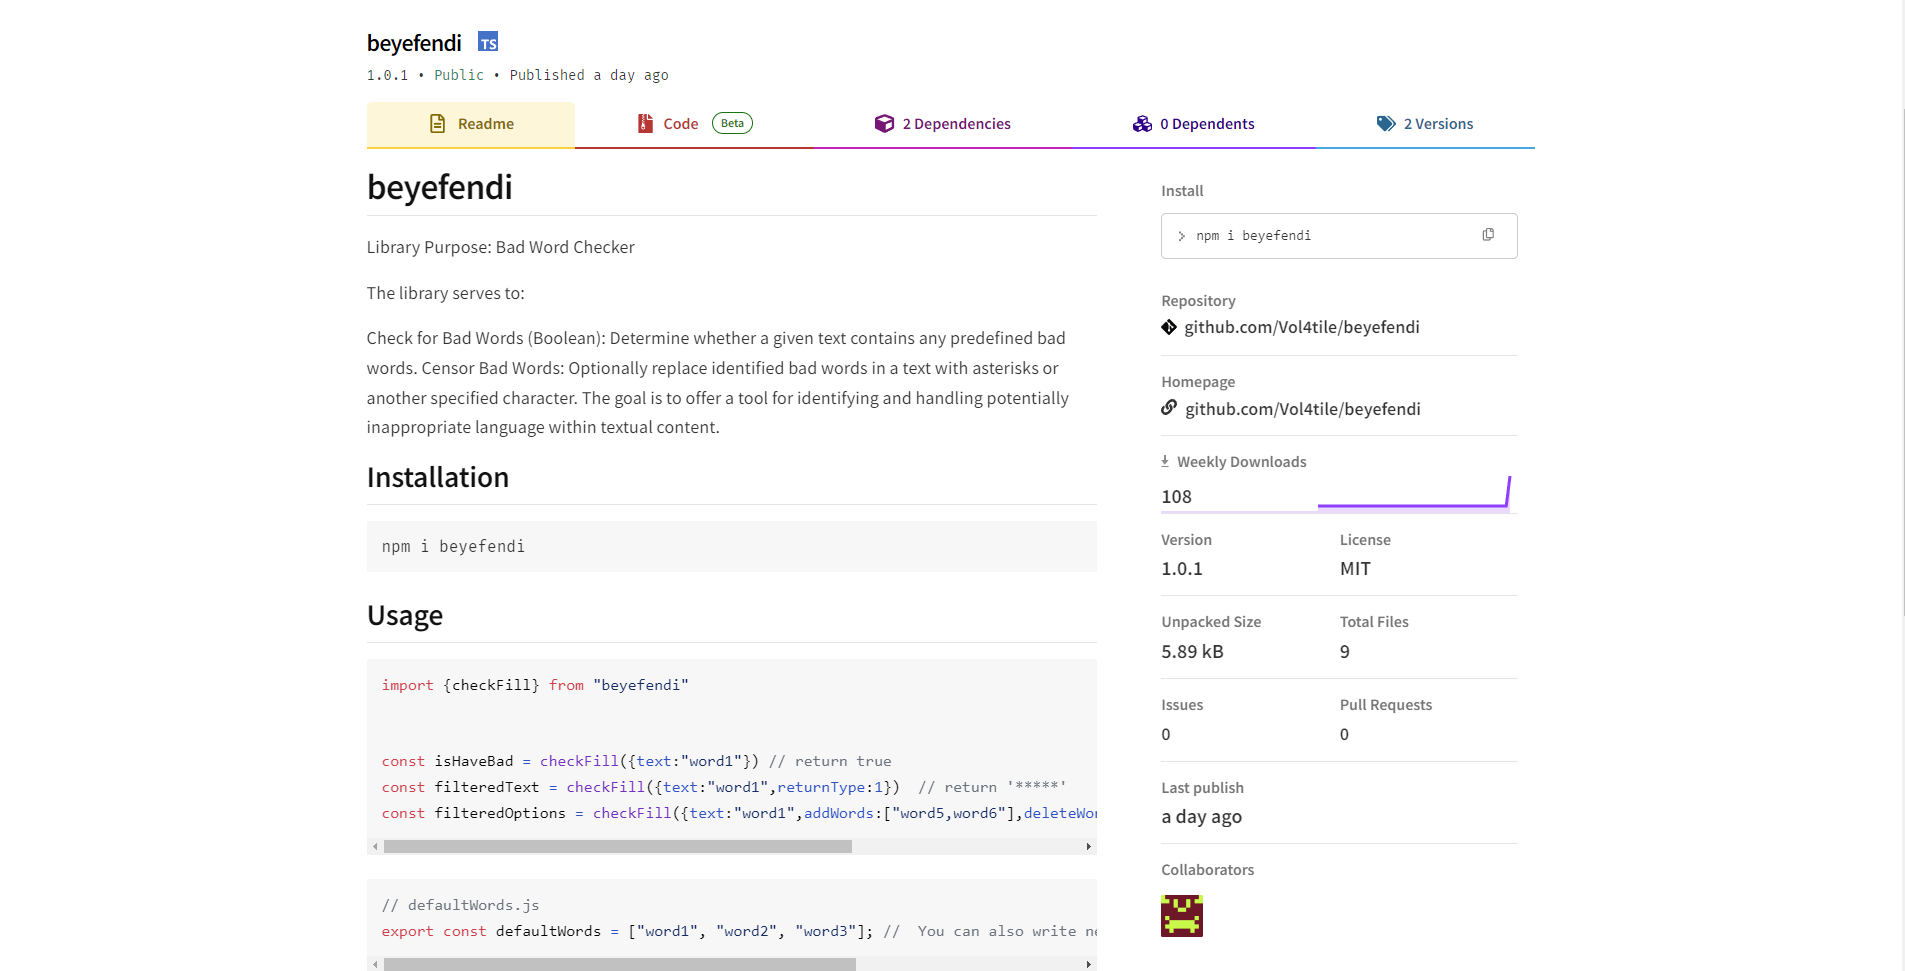 beyefendi TS
1.0.1 • Public • Published a day ago
Readme
Code Beta
2 Dependencies
0 Dependents
2 Versions
beyefendi
Library Purpose: Bad Word Checker
The library serves to:
Check for Bad Words (Boolean): Determine whether a given text contains any predefined bad
words. Censor Bad Words: Optionally replace identified bad words in a text with asterisks or
another specified character. The goal is to offer a tool for identifying and handling potentially
inappropriate language within textual content.
Installation
npm i beyefendi
Usage
import {checkFill} from "beyefendi"
const isHaveBad = checkFill({text:"word1"}) // return true
const filteredText = checkFill({text:"word1",returnType:1})  // return '*****'
const filteredOptions = checkFill({text:"word1",addWords:["word5,word6"],deleteWor
// defaultWords.js
export const defaultWords = ["word1", "word2", "word3"]; //  You can also write ne
Install
> npm i beyefendi
Repository
github.com/Vol4tile/beyefendi
Homepage
github.com/Vol4tile/beyefendi
Weekly Downloads
108
Version
1.0.1
License
MIT
Unpacked Size
5.89 kB
Total Files
9
Issues
0
Pull Requests
0
Last publish
a day ago
Collaborators